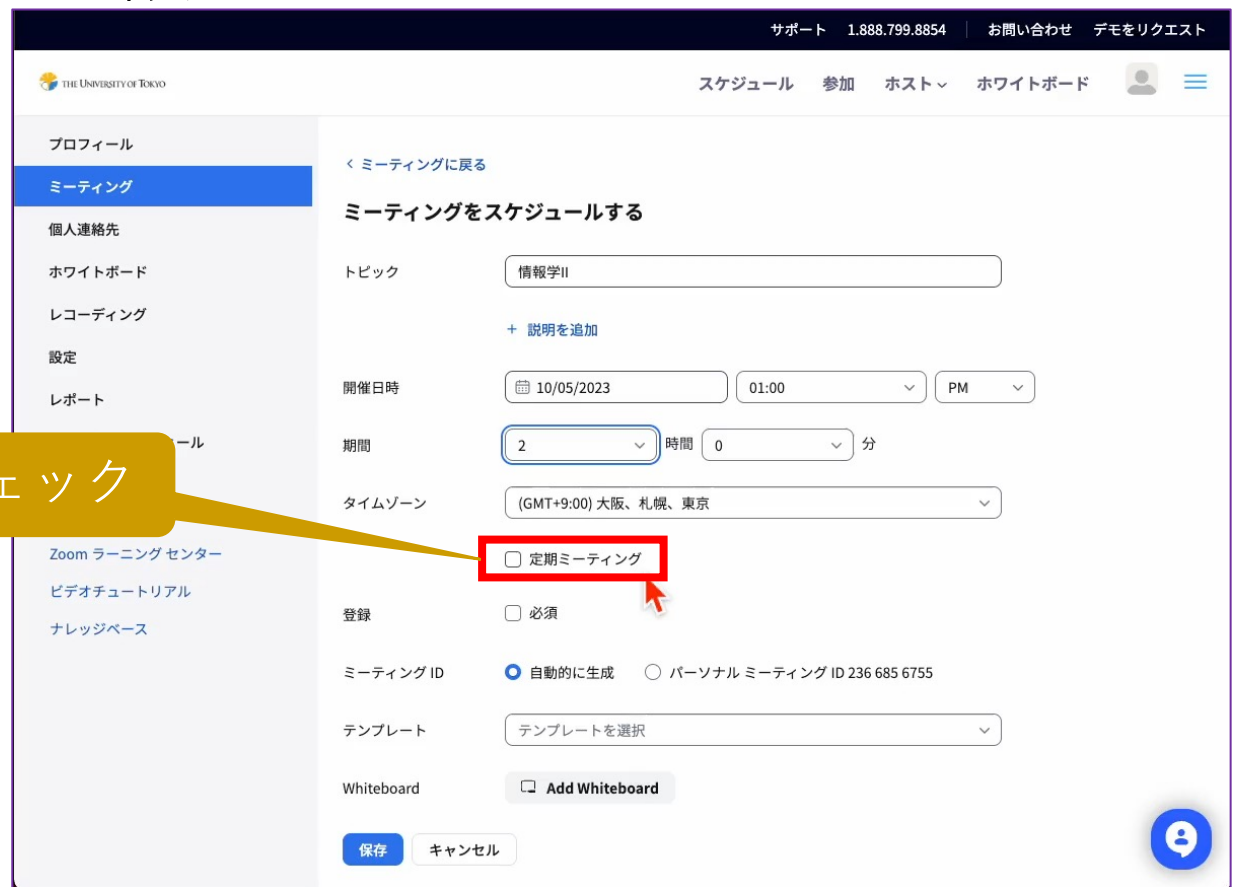 サポート 1.888.799.8854 お問い合わせ デモをリクエスト
THE UNIVERSITY OF TOKYO
スケジュール 参加 ホスト ホワイトボード
プロフィール
ミーティング
個人連絡先
ホワイトボード
レコーディング
設定
レポート
ール
ェック
Zoom ラーニング センター
ビデオチュートリアル
ナレッジベース
< ミーティングに戻る
ミーティングをスケジュールする
トピック 情報学II
+ 説明を追加
開催日時 10/05/2023 01:00 PM
期間 2 時間 0 分
タイムゾーン (GMT+9:00) 大阪、札幌、東京
定期ミーティング
登録 必須
ミーティング ID 自動的に生成 パーソナル ミーティング ID 236 685 6755
テンプレート テンプレートを選択
Whiteboard Add Whiteboard
保存 キャンセル